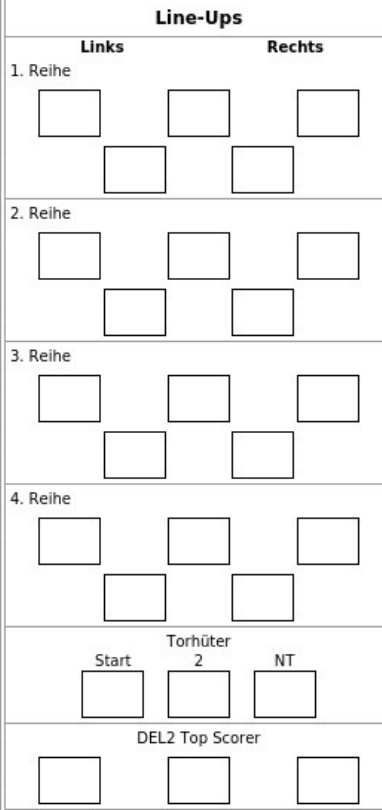 Line-Ups
Links Rechts
1. Reihe
2. Reihe
3. Reihe
4. Reihe
Torhüter
Start 2 NT
DEL2 Top Scorer